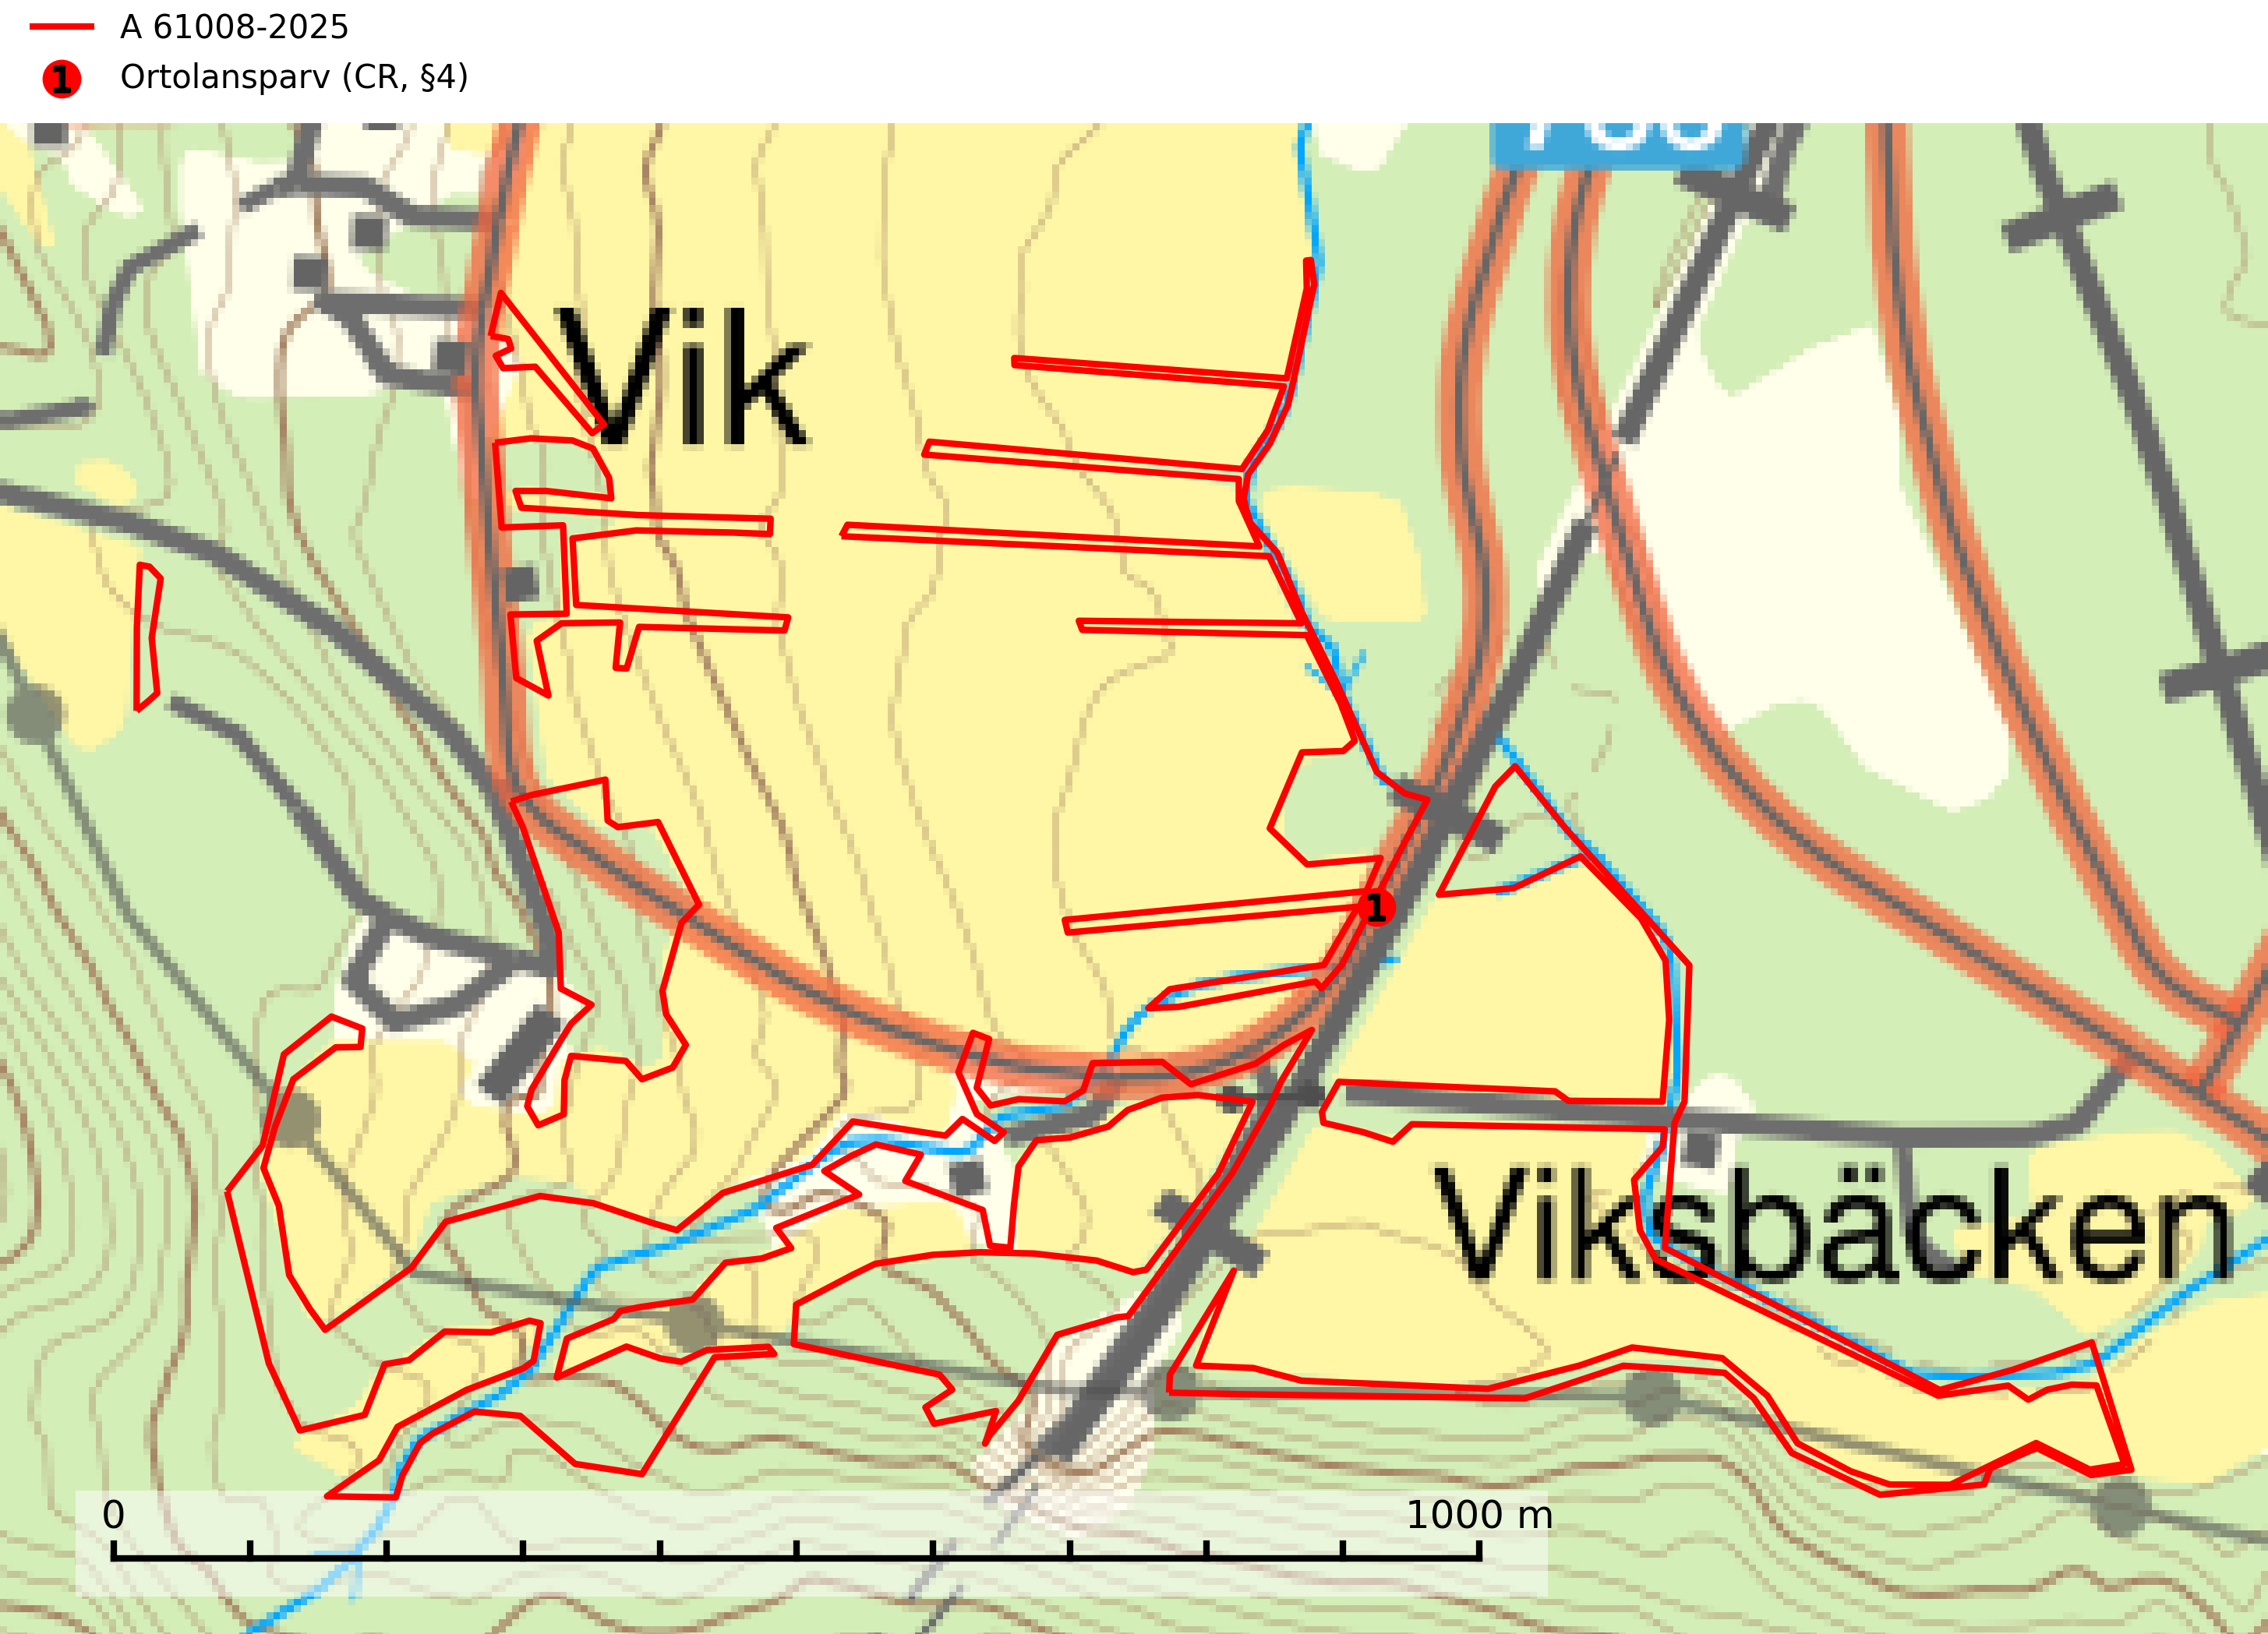 A 61008-2025
1 Ortolansparv (CR, §4)
Vik
1
Viksbäcken
0 1000 m